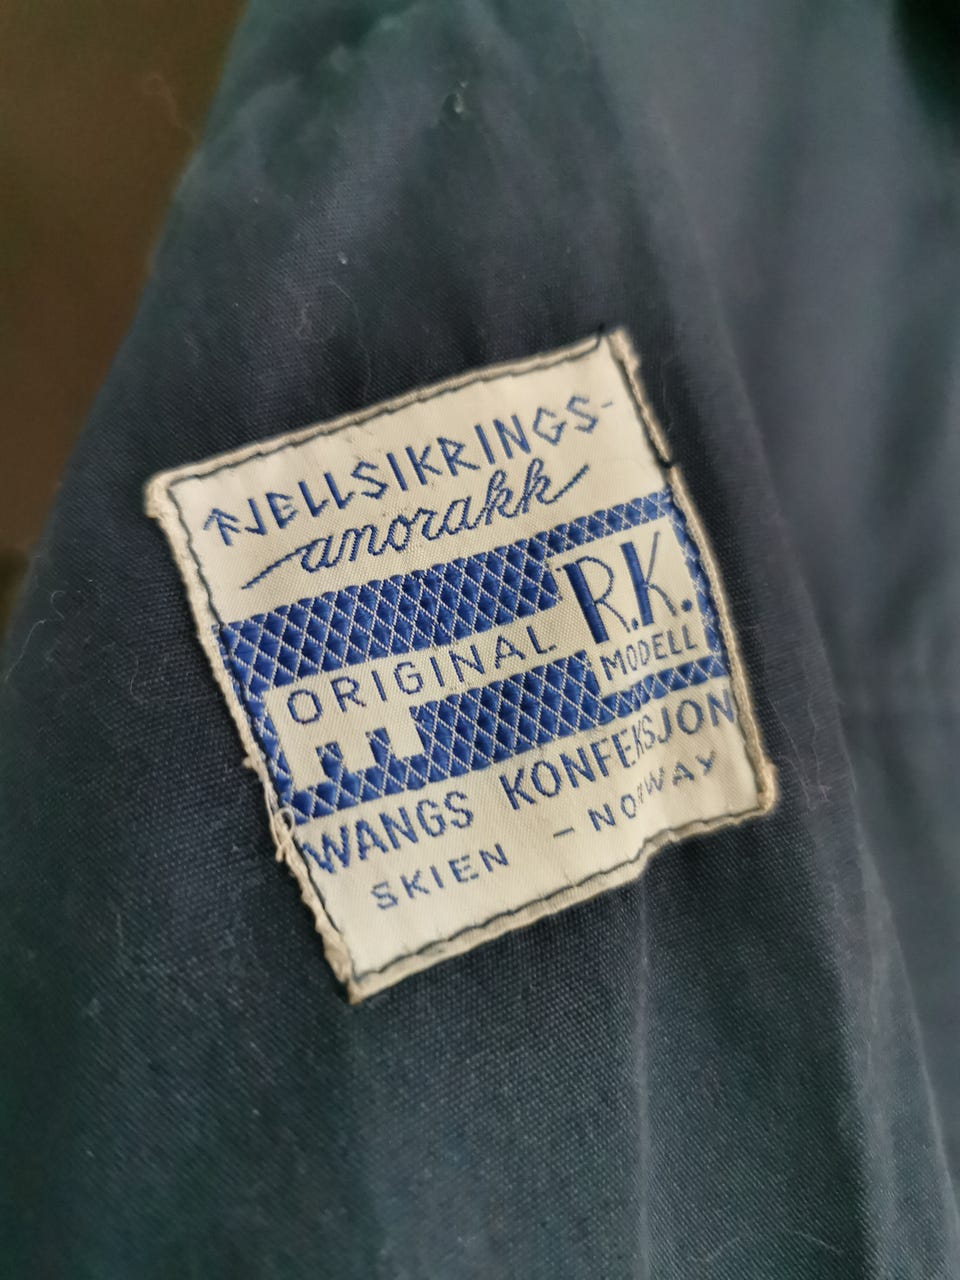 FJELLSIKRINGS-
anorakk
ORIGINAL R.K.
MODELL
WANGS KONFEKSJON
SKIEN - NORWAY